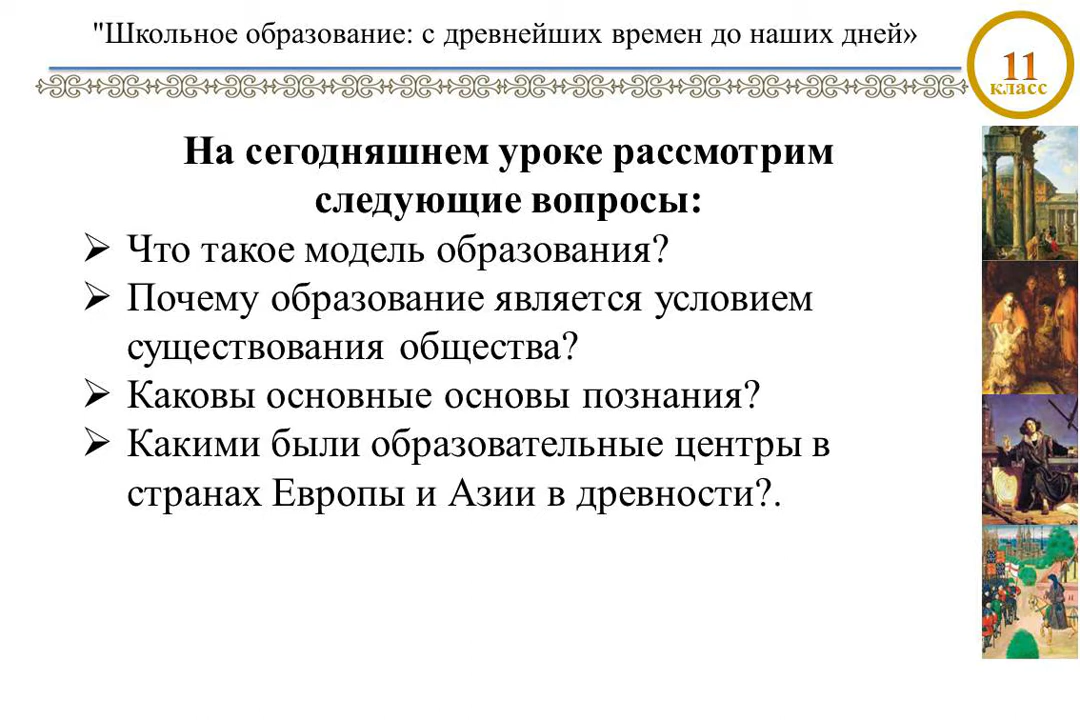 "Школьное образование: с древнейших времен до наших дней»
11
класс
На сегодняшнем уроке рассмотрим
следующие вопросы:
Что такое модель образования?
Почему образование является условием
существования общества?
Каковы основные основы познания?
Какими были образовательные центры в
странах Европы и Азии в древности?.